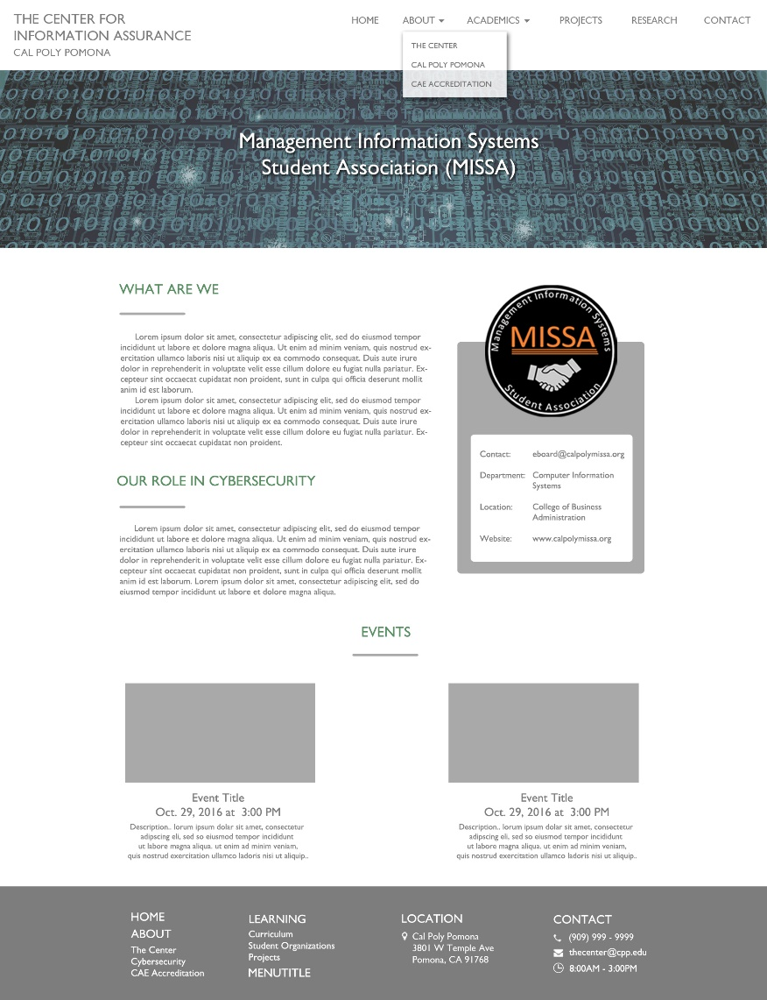 THE CENTER FOR
INFORMATION ASSURANCE
CAL POLY POMONA
HOME ABOUT ACADEMICS PROJECTS RESEARCH CONTACT
THE CENTER
CAL POLY POMONA
CAE ACCREDITATION
Management Information Systems
Student Association (MISSA)
WHAT ARE WE
Lorem ipsum dolor sit amet, consectetur adipiscing elit, sed do eiusmod tempor
incididunt ut labore et dolore magna aliqua. Ut enim ad minim veniam, quis nostrud ex-
ercitation ullamco laboris nisi ut aliquip ex ea commodo consequat. Duis aute irure
dolor in reprehenderit in voluptate velit esse cillum dolore eu fugiat nulla pariatur. Ex-
cepteur sint occaecat cupidatat non proident, sunt in culpa qui officia deserunt mollit
anim id est laborum.
Lorem ipsum dolor sit amet, consectetur adipiscing elit, sed do eiusmod tempor
incididunt ut labore et dolore magna aliqua. Ut enim ad minim veniam, quis nostrud ex-
ercitation ullamco laboris nisi ut aliquip ex ea commodo consequat. Duis aute irure
dolor in reprehenderit in voluptate velit esse cillum dolore eu fugiat nulla pariatur. Ex-
cepteur sint occaecat cupidatat non proident.
OUR ROLE IN CYBERSECURITY
Lorem ipsum dolor sit amet, consectetur adipiscing elit, sed do eiusmod tempor
incididunt ut labore et dolore magna aliqua. Ut enim ad minim veniam, quis nostrud ex-
ercitation ullamco laboris nisi ut aliquip ex ea commodo consequat. Duis aute irure
dolor in reprehenderit in voluptate velit esse cillum dolore eu fugiat nulla pariatur. Ex-
cepteur sint occaecat cupidatat non proident, sunt in culpa qui officia deserunt mollit
anim id est laborum. Lorem ipsum dolor sit amet, consectetur adipiscing elit, sed do
eiusmod tempor incididunt ut labore et dolore magna aliqua.
Management Information Systems
MISSA
Student Association
Contact: eboard@calpolymissa.org
Department: Computer Information
Systems
Location: College of Business
Administration
Website: www.calpolymissa.org
EVENTS
Event Title
Oct. 29, 2016 at 3:00 PM
Description.. lorum ipsum dolar sit amet, consectetur
adipiscing eli, sed so eiusmod temp incididunt
ut labore magna aliqua. ut enim ad minim veniam,
quis nostrud exercitation ullamco ladoris nisi ut aliquip..
Event Title
Oct. 29, 2016 at 3:00 PM
Description.. lorum ipsum dolar sit amet, consectetur
adipiscing eli, sed so eiusmod temp incididunt
ut labore magna aliqua. ut enim ad minim veniam,
quis nostrud exercitation ullamco ladoris nisi ut aliquip..
HOME
ABOUT
The Center
Cybersecurity
CAE Accreditation
LEARNING
Curriculum
Student Organizations
Projects
MENUTITLE
LOCATION
Cal Poly Pomona
3801 W Temple Ave
Pomona, CA 91768
CONTACT
(909) 999 - 9999
thecenter@cpp.edu
8:00AM - 3:00PM